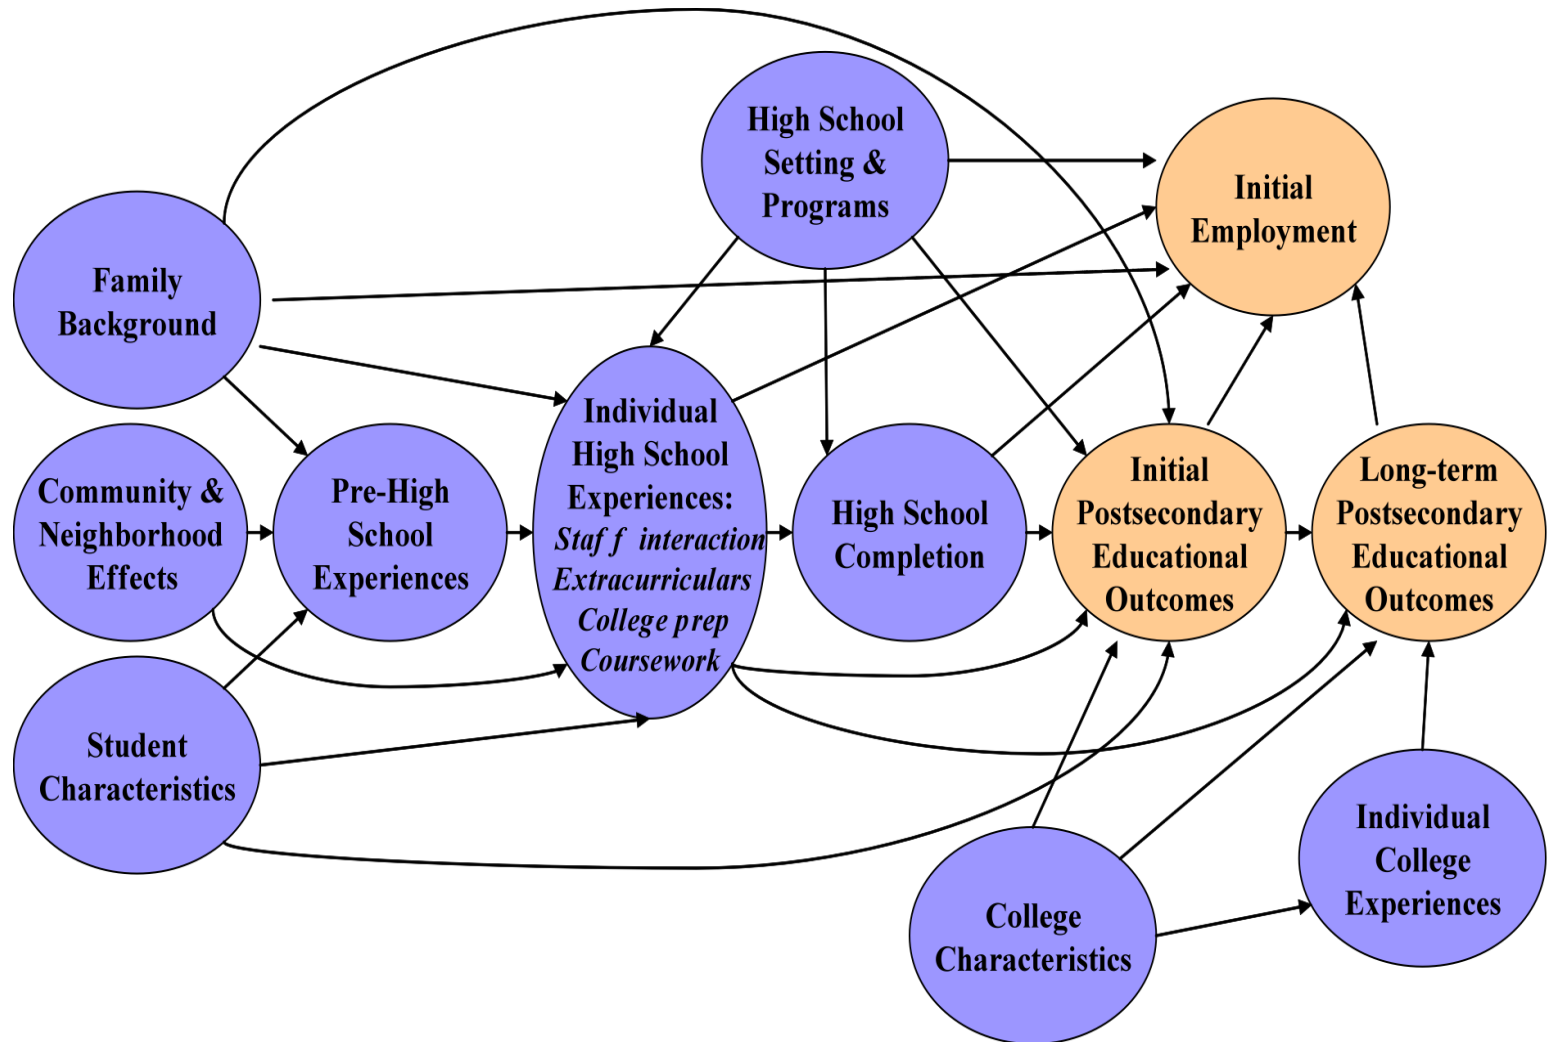 High School
Setting &
Programs
Initial
Employment
Family
Background
Community &
Neighborhood
Effects
Pre-High
School
Experiences
Individual
High School
Experiences:
Staff interaction
Extracurriculars
College prep
Coursework
High School
Completion
Initial
Postsecondary
Educational
Outcomes
Long-term
Postsecondary
Educational
Outcomes
Student
Characteristics
College
Characteristics
Individual
College
Experiences